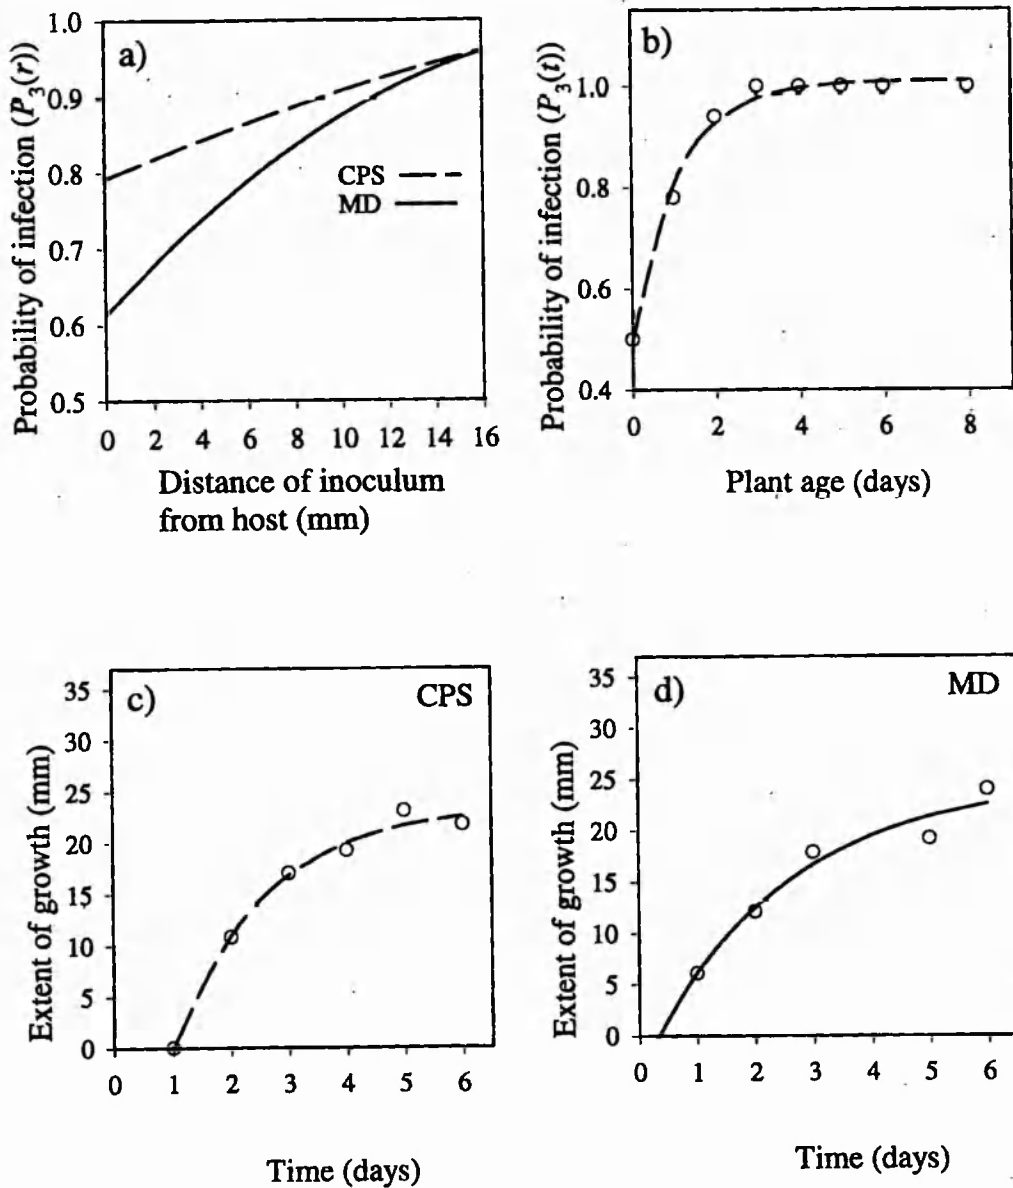 a)
Probability of infection (P₃(r))
1.0
0.9
0.8
0.7
0.6
0.5
CPS
MD
0 2 4 6 8 10 12 14 16
Distance of inoculum
from host (mm)
b)
Probability of infection (P₃(t))
1.0
0.8
0.6
0.4
0 2 4 6 8
Plant age (days)
c)
CPS
Extent of growth (mm)
35
30
25
20
15
10
5
0
0 1 2 3 4 5 6
Time (days)
d)
MD
Extent of growth (mm)
35
30
25
20
15
10
5
0
0 1 2 3 4 5 6
Time (days)